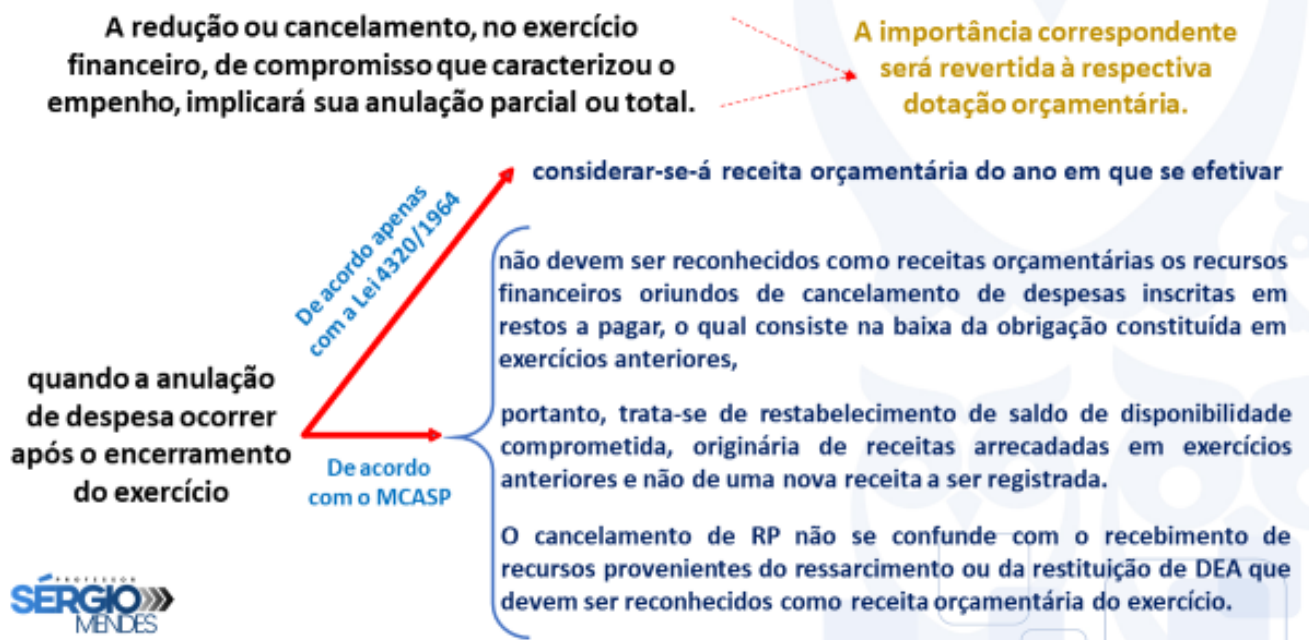 A redução ou cancelamento, no exercício
financeiro, de compromisso que caracterizou o
empenho, implicará sua anulação parcial ou total.
A importância correspondente
será revertida à respectiva
dotação orçamentária.
De acordo apenas
com a Lei 4320/1964
considerar-se-á receita orçamentária do ano em que se efetivar
quando a anulação
de despesa ocorrer
após o encerramento
do exercício
De acordo
com o MCASP
não devem ser reconhecidos como receitas orçamentárias os recursos
financeiros oriundos de cancelamento de despesas inscritas em
restos a pagar, o qual consiste na baixa da obrigação constituída em
exercícios anteriores,
portanto, trata-se de restabelecimento de saldo de disponibilidade
comprometida, originária de receitas arrecadadas em exercícios
anteriores e não de uma nova receita a ser registrada.
O cancelamento de RP não se confunde com o recebimento de
recursos provenientes do ressarcimento ou da restituição de DEA que
devem ser reconhecidos como receita orçamentária do exercício.
PROFESSOR
SÉRGIO
MENDES